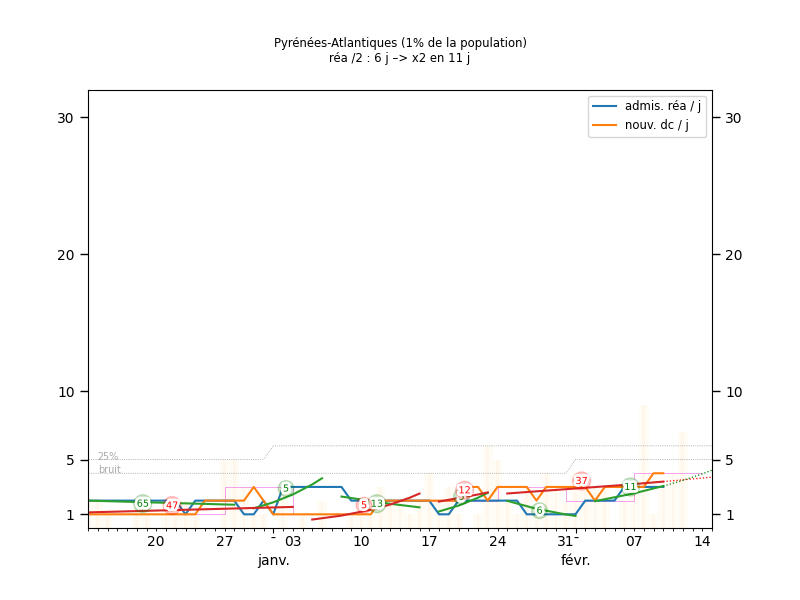 Pyrénées-Atlantiques (1% de la population)
réa /2 : 6 j –> x2 en 11 j
admis. réa / j
nouv. dc / j
30 30
20 20
10 10
5 5
1 1
25%
bruit
65 47 5 5 13 12 6 37 11
20 27 - 03 10 17 24 31- 07 14
janv. févr.